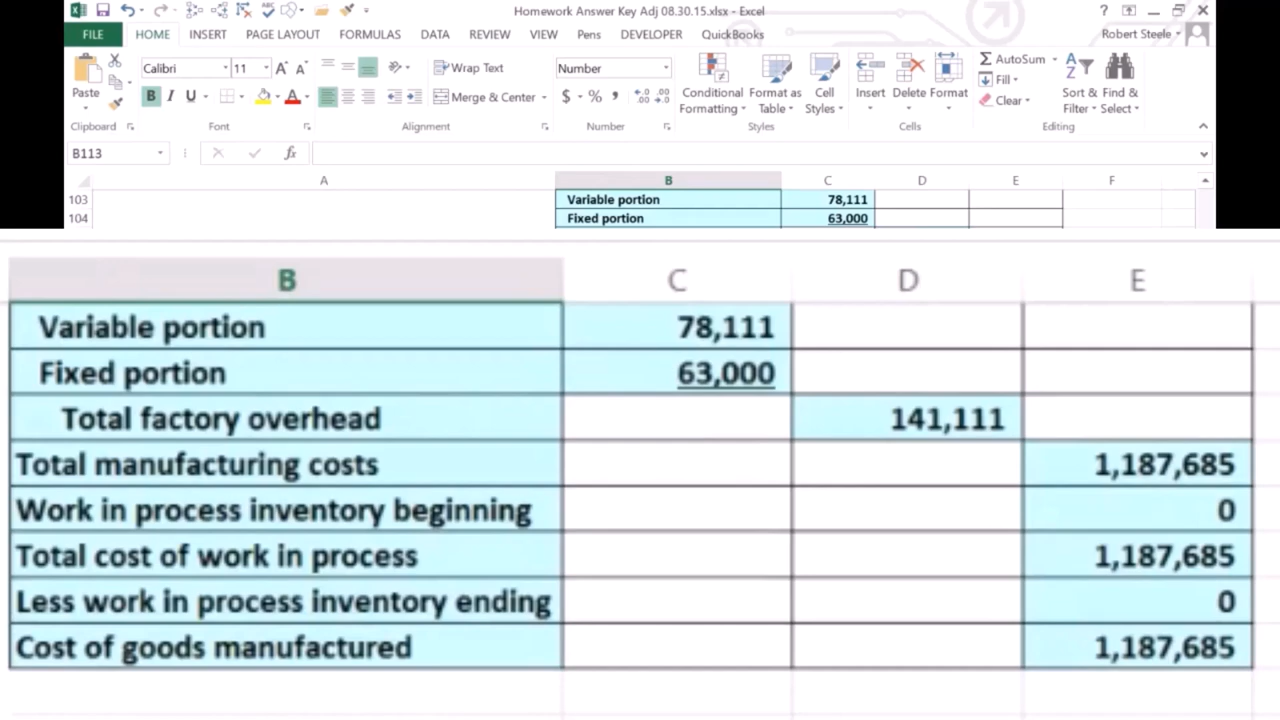 Homework Answer Key Adj 08.30.15.xlsx - Excel
FILE HOME INSERT PAGE LAYOUT FORMULAS DATA REVIEW VIEW Pens DEVELOPER QuickBooks Robert Steele
Calibri 11 A A Wrap Text Number AutoSum
Paste B I U Merge & Center $ % Conditional Formatting Format as Table Cell Styles Insert Delete Format Fill Clear Sort & Filter Find & Select
Clipboard Font Alignment Number Styles Cells Editing
B113 fx
A B C D E F
103 Variable portion 78,111
104 Fixed portion 63,000
B C D E
Variable portion 78,111
Fixed portion 63,000
Total factory overhead 141,111
Total manufacturing costs 1,187,685
Work in process inventory beginning 0
Total cost of work in process 1,187,685
Less work in process inventory ending 0
Cost of goods manufactured 1,187,685